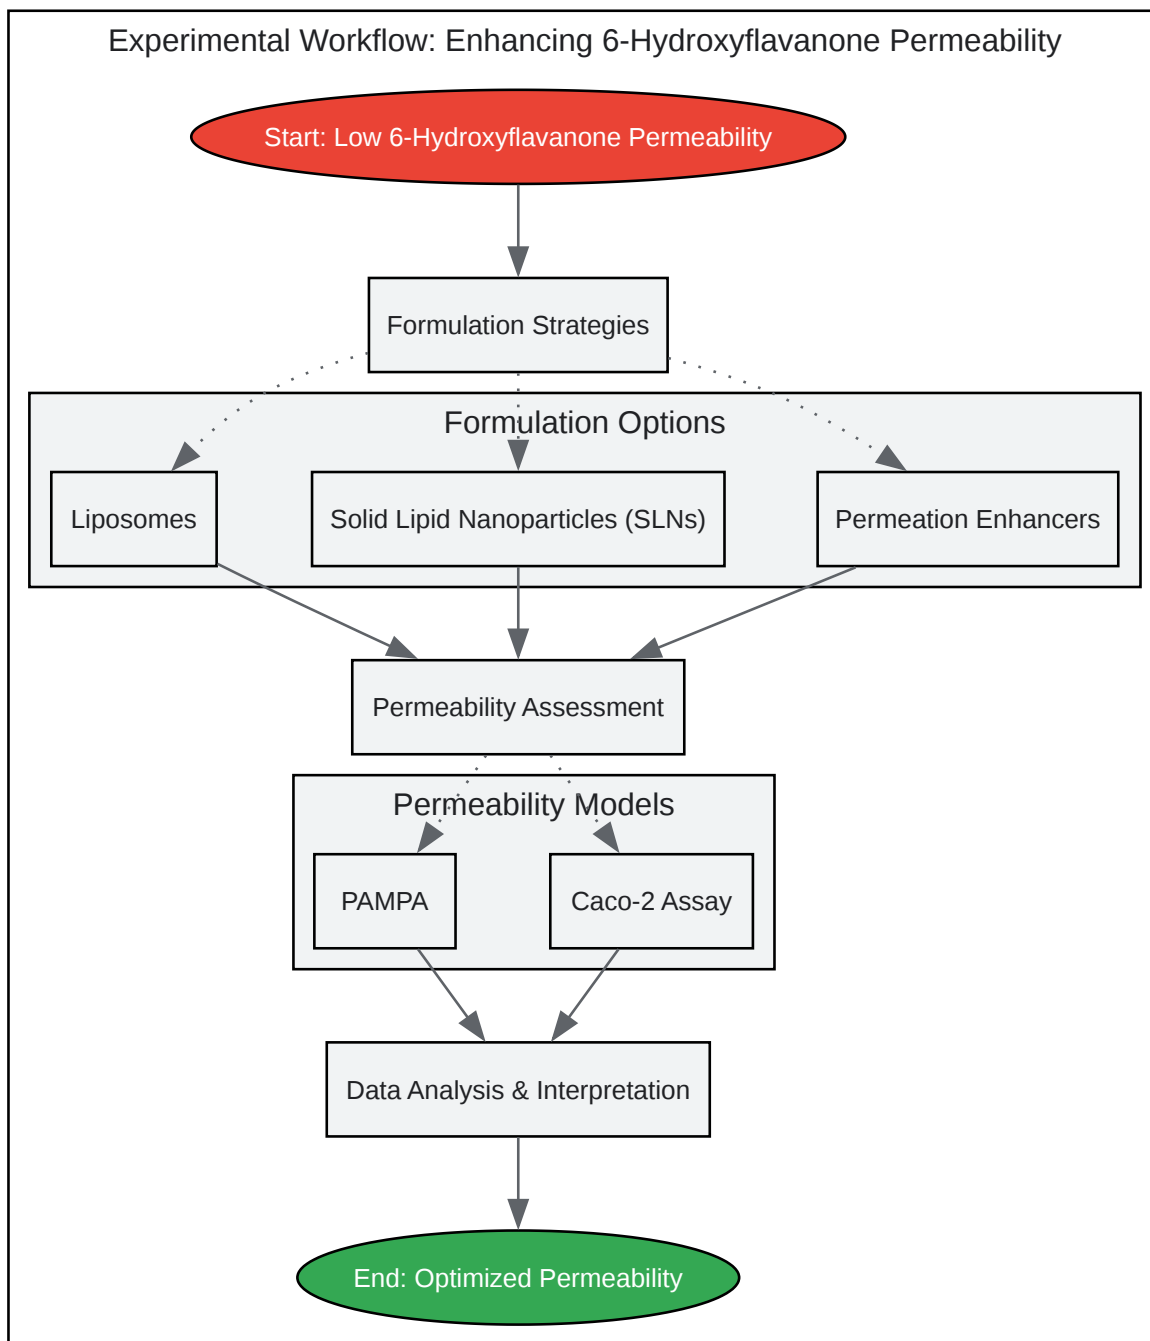 Experimental Workflow: Enhancing 6-Hydroxyflavanone Permeability
Start: Low 6-Hydroxyflavanone Permeability
Formulation Strategies
Formulation Options
Liposomes
Solid Lipid Nanoparticles (SLNs)
Permeation Enhancers
Permeability Assessment
Permeability Models
PAMPA
Caco-2 Assay
Data Analysis & Interpretation
End: Optimized Permeability